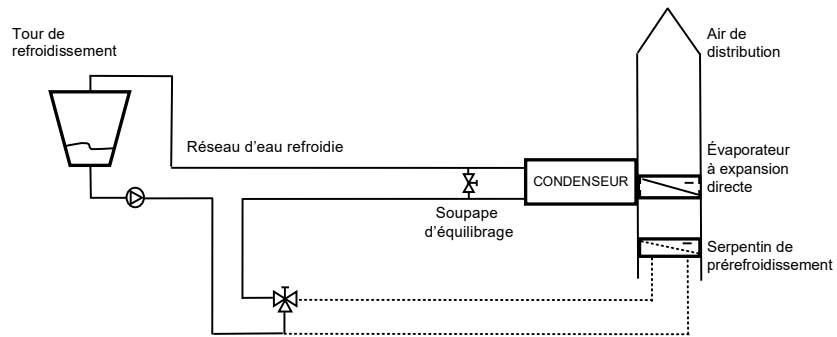 Tour de
refroidissement
Air de
distribution
Réseau d’eau refroidie
Évaporateur
à expansion
directe
CONDENSEUR
Soupape
d’équilibrage
Serpentin de
prérefroidissement